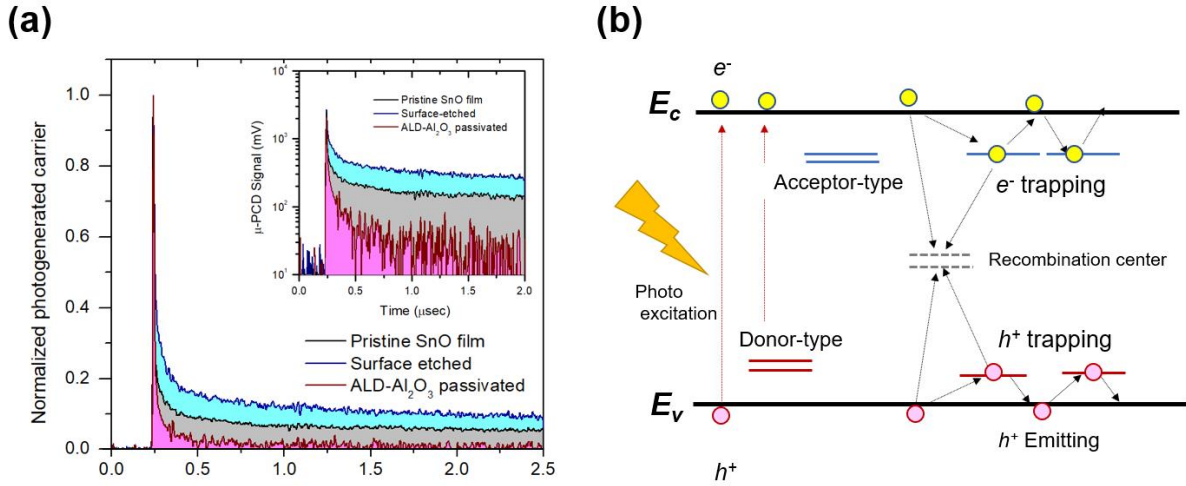 (a)
Normalized photogenerated carrier
1.0
0.8
0.6
0.4
0.2
0.0
0.0 0.5 1.0 1.5 2.0 2.5
Pristine SnO film
Surface etched
ALD-Al₂O₃ passivated
μ-PCD Signal (mV)
10⁴
10³
10²
10¹
0.0 0.5 1.0 1.5 2.0
Time (μsec)
Pristine SnO film
Surface-etched
ALD-Al₂O₃ passivated
(b)
e⁻
E_c
Acceptor-type
e⁻ trapping
Recombination center
Photo
excitation
Donor-type
h⁺ trapping
E_v
h⁺ Emitting
h⁺